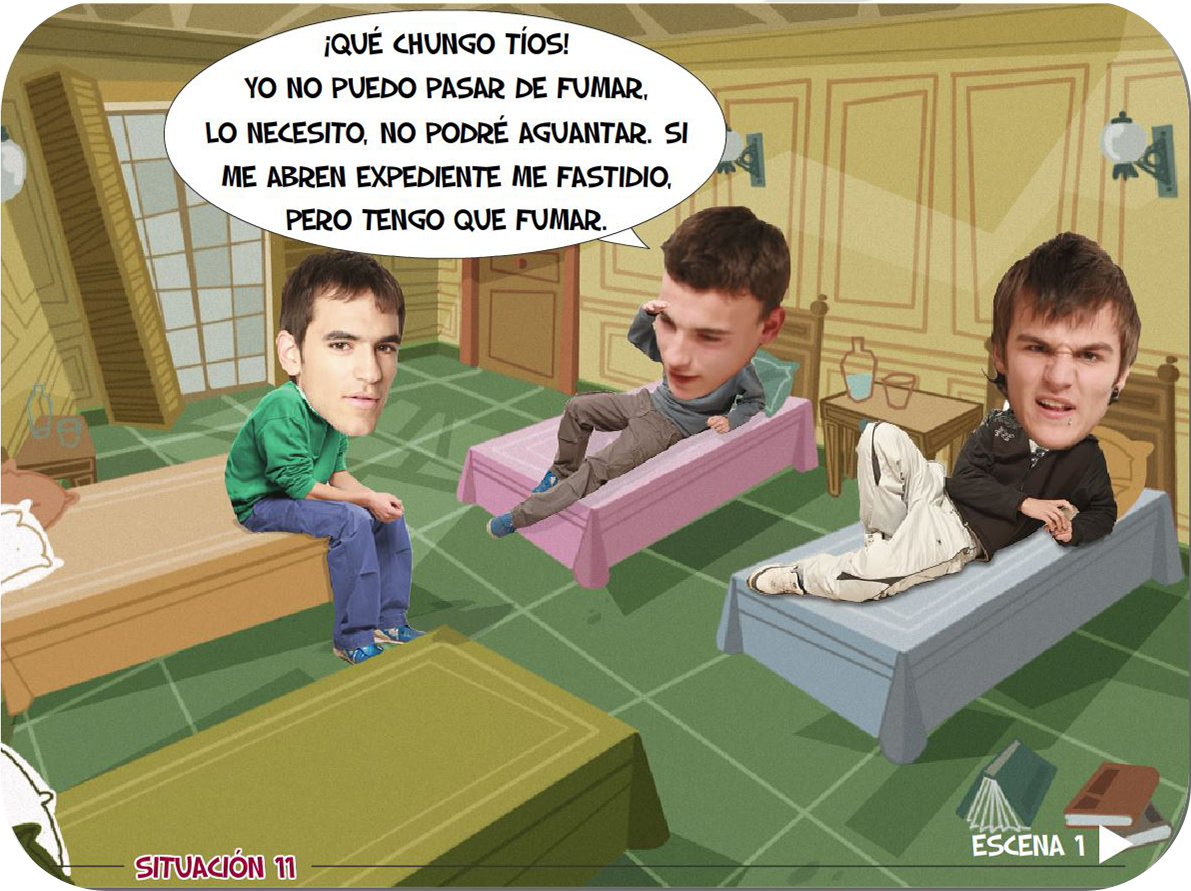 ¡QUÉ CHUNGO TÍOS!
YO NO PUEDO PASAR DE FUMAR,
LO NECESITO, NO PODRÉ AGUANTAR. SI
ME ABREN EXPEDIENTE ME FASTIDIO,
PERO TENGO QUE FUMAR.
ESCENA 1
SITUACIÓN 11